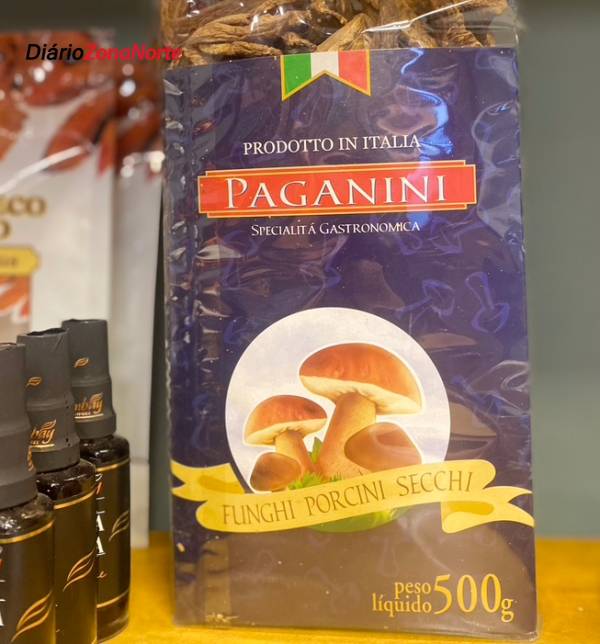 DiárioZonaNorte
PRODOTTO IN ITALIA
PAGANINI
SPECIALITÁ GASTRONOMICA
FUNGHI PORCINI SECCHI
peso
líquido 500g